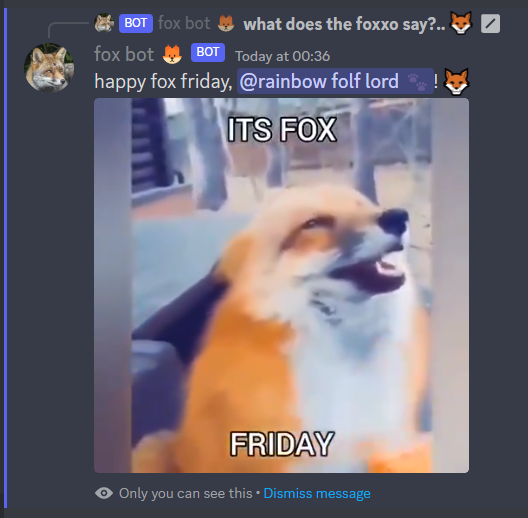 BOT fox bot 🦊 what does the foxxo say?.. 🦊
fox bot 🦊 BOT Today at 00:36
happy fox friday, @rainbow folf lord 🐾 ! 🦊
ITS FOX
FRIDAY
Only you can see this • Dismiss message